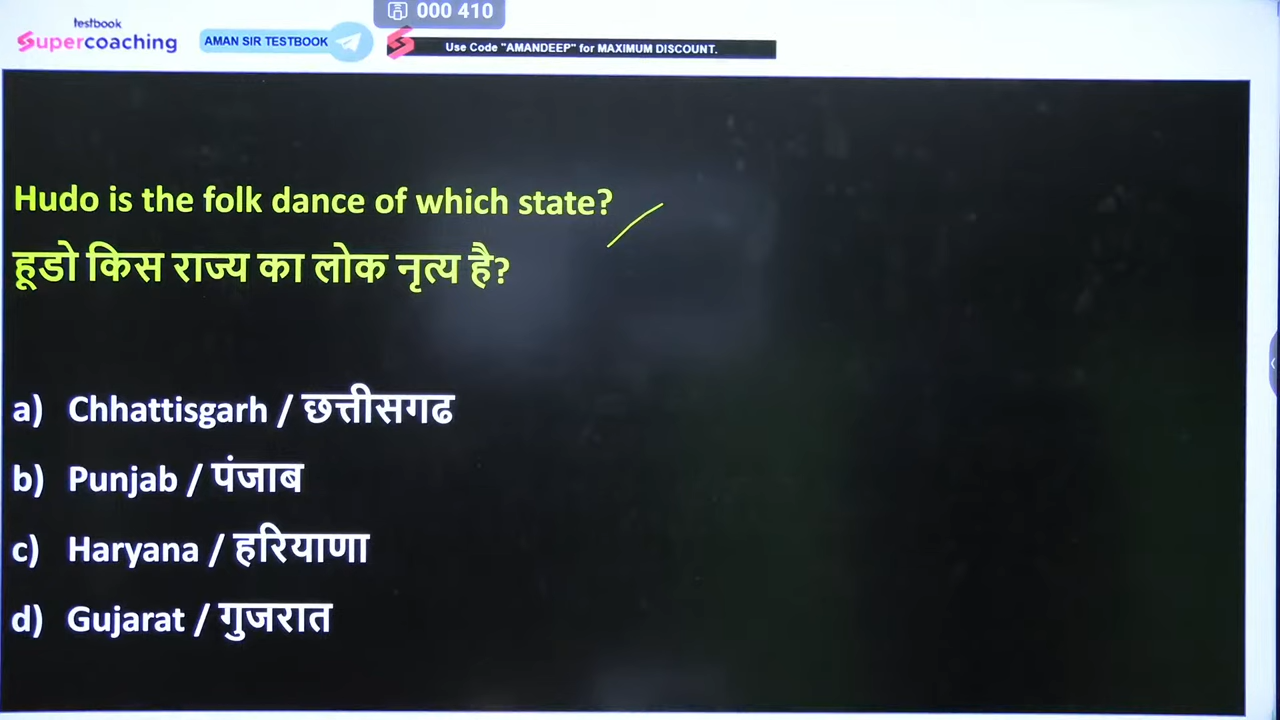 testbook
Supercoaching
AMAN SIR TESTBOOK
000 410
Use Code "AMANDEEP" for MAXIMUM DISCOUNT.
Hudo is the folk dance of which state?
हूडो किस राज्य का लोक नृत्य है?
a) Chhattisgarh / छत्तीसगढ
b) Punjab / पंजाब
c) Haryana / हरियाणा
d) Gujarat / गुजरात